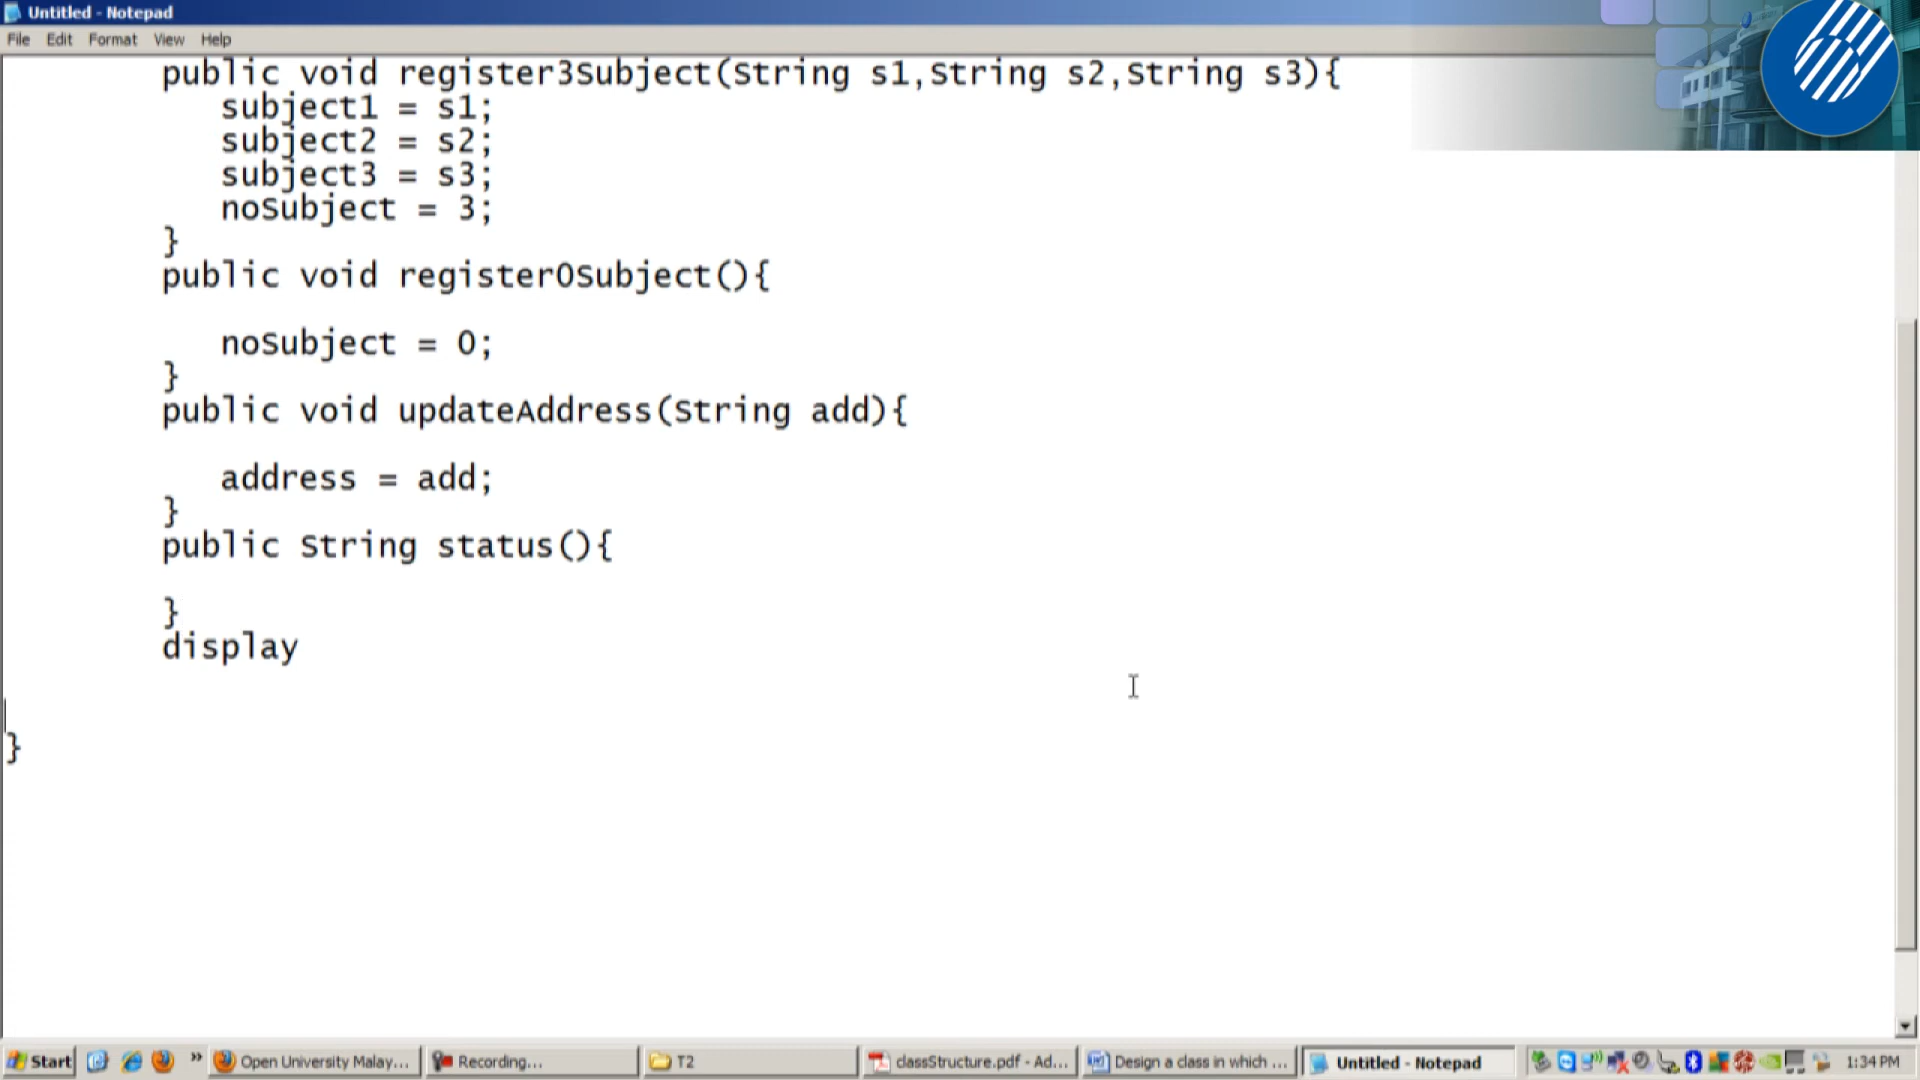 Untitled - Notepad
File Edit Format View Help
public void register3Subject(String s1,String s2,String s3){
subject1 = s1;
subject2 = s2;
subject3 = s3;
noSubject = 3;
}
public void register0Subject(){
noSubject = 0;
}
public void updateAddress(String add){
address = add;
}
public String status(){
}
display
}
Start » Open University Malay... Recording... T2 classStructure.pdf - Ad... Design a class in which ... Untitled - Notepad 1:34 PM